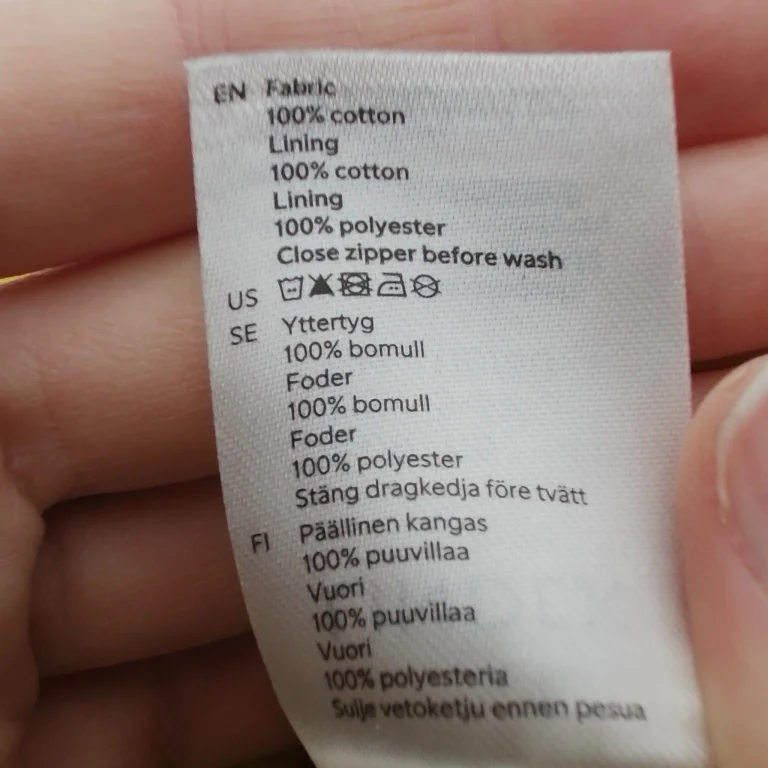 EN Fabric
100% cotton
Lining
100% cotton
Lining
100% polyester
Close zipper before wash
US
SE Yttertyg
100% bomull
Foder
100% bomull
Foder
100% polyester
Stäng dragkedja före tvätt
FI Päällinen kangas
100% puuvillaa
Vuori
100% puuvillaa
Vuori
100% polyesteria
Sulje vetoketju ennen pesua